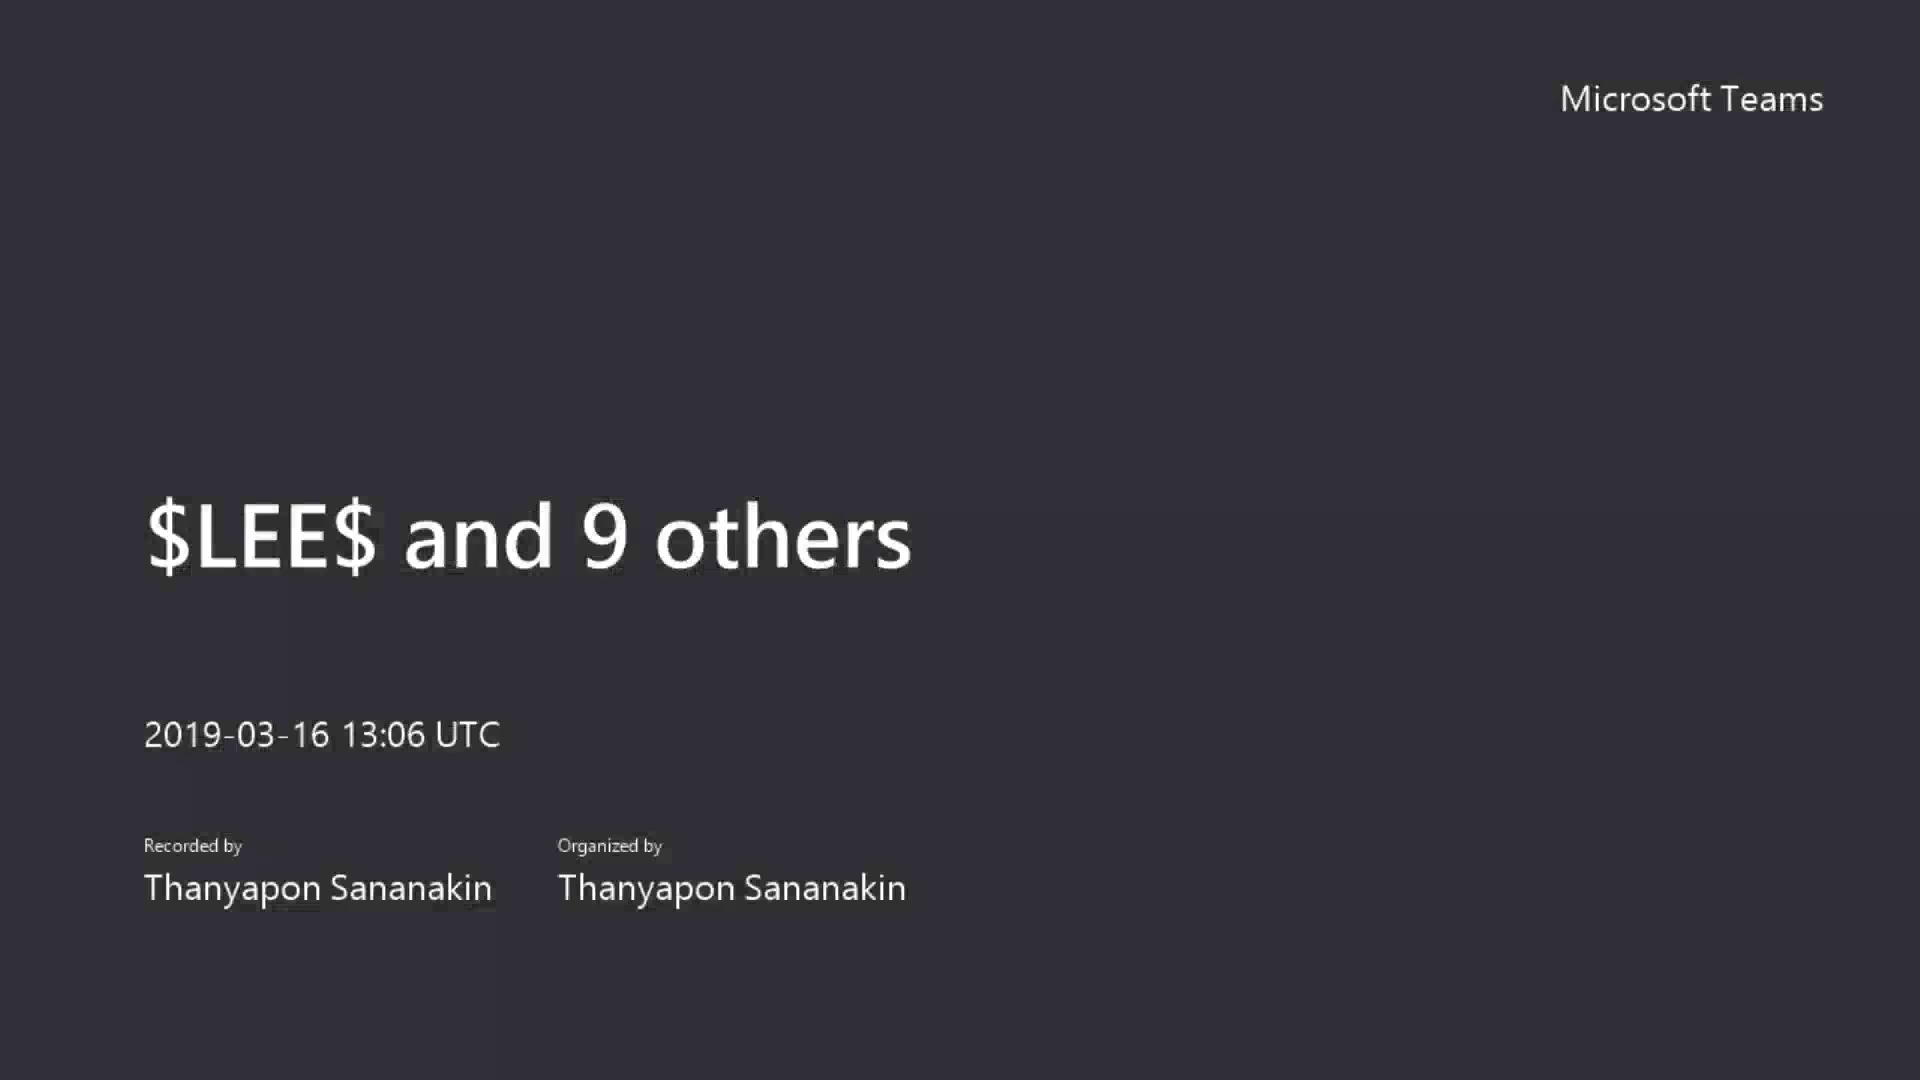 Microsoft Teams
$LEE$ and 9 others
2019-03-16 13:06 UTC
Recorded by
Thanyapon Sananakin
Organized by
Thanyapon Sananakin